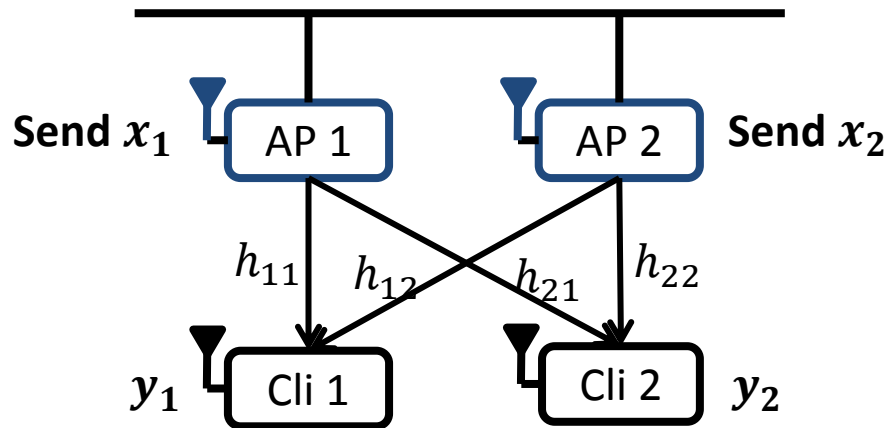 Send x₁ AP 1 AP 2 Send x₂
h₁₁ h₁₂ h₂₁ h₂₂
y₁ Cli 1 Cli 2 y₂